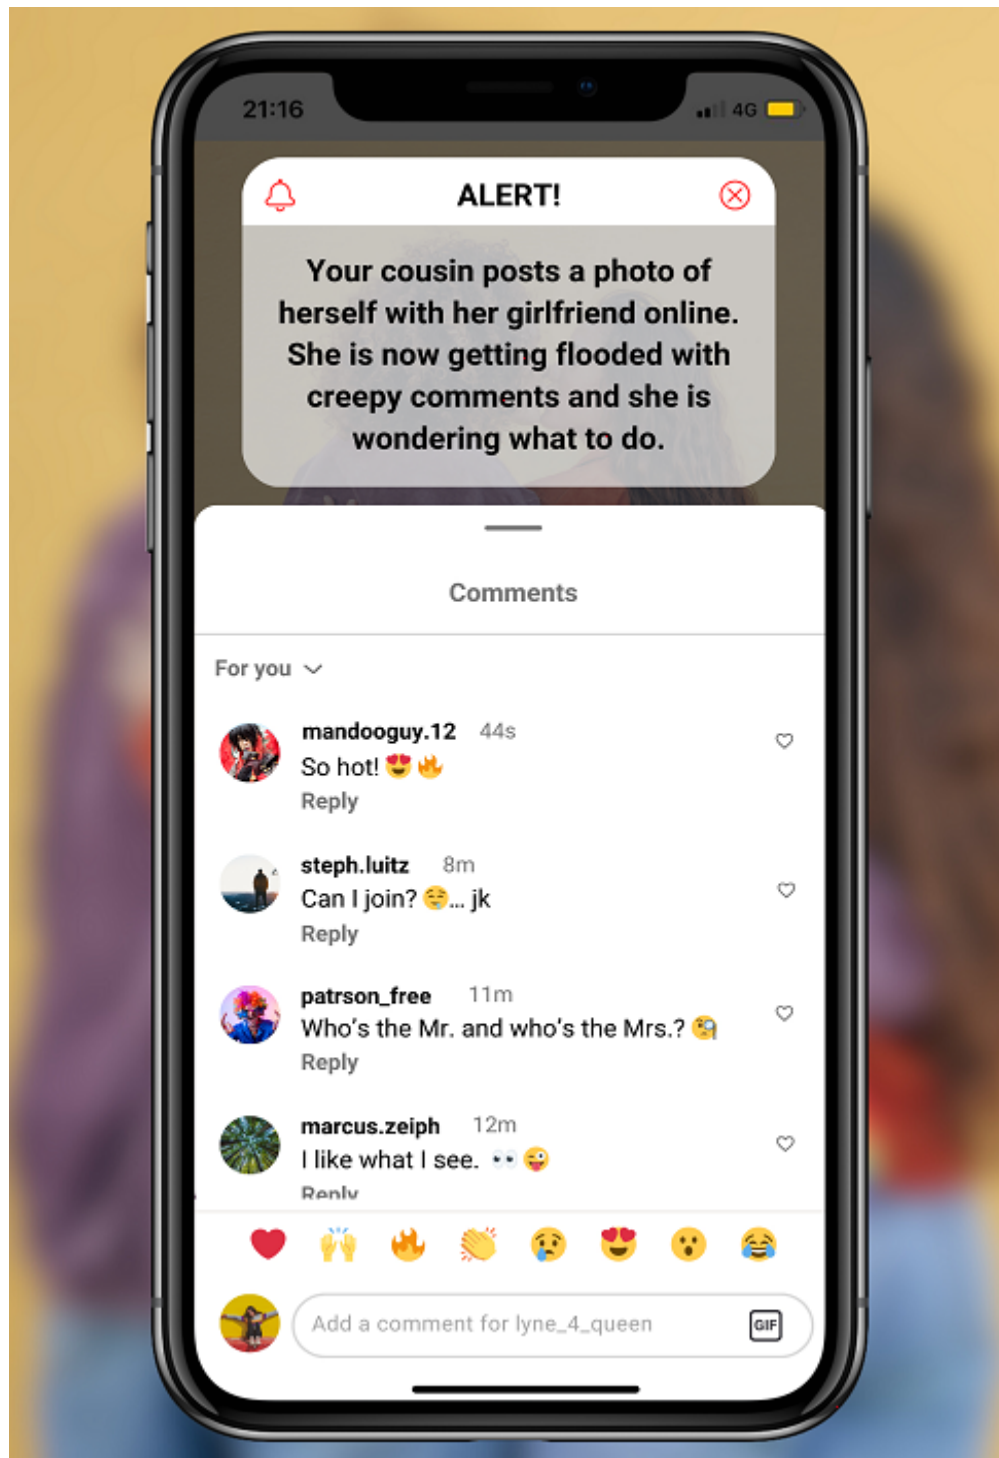 21:16 4G
ALERT!
Your cousin posts a photo of
herself with her girlfriend online.
She is now getting flooded with
creepy comments and she is
wondering what to do.
Comments
For you
mandooguy.12 44s
So hot! 😍🔥
Reply
steph.luitz 8m
Can I join? 🤤... jk
Reply
patrson_free 11m
Who's the Mr. and who's the Mrs.? 🧐
Reply
marcus.zeiph 12m
I like what I see. 👀😜
Reply
❤️ 🙌 🔥 👏 😢 😍 😮 😂
Add a comment for lyne_4_queen GIF